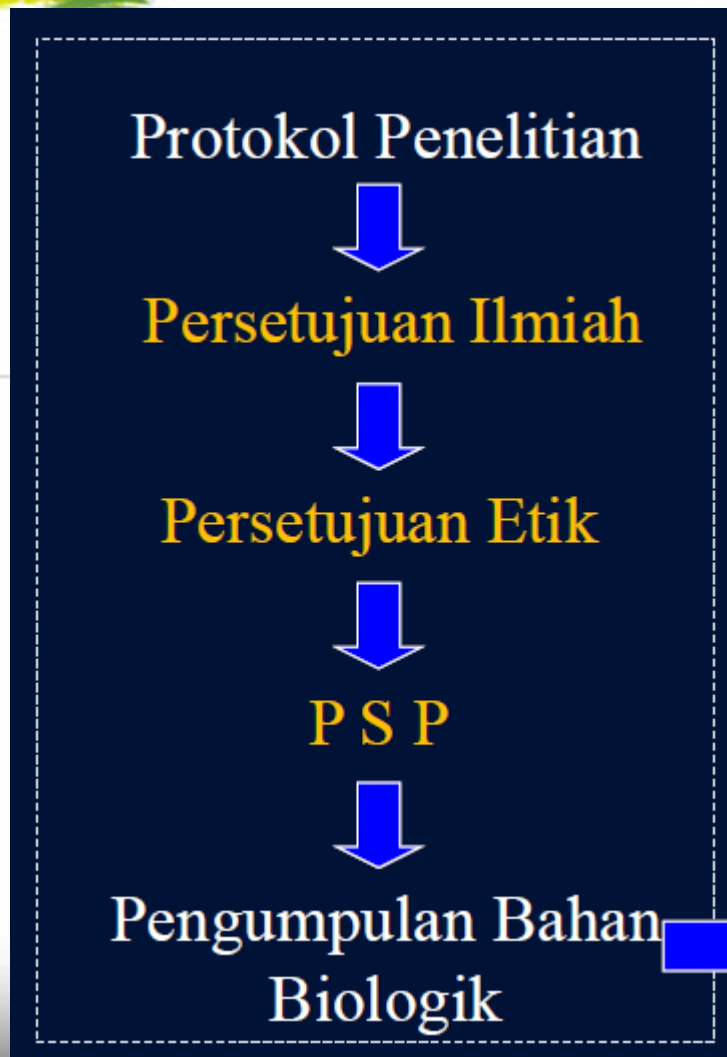 Protokol Penelitian
Persetujuan Ilmiah
Persetujuan Etik
P S P
Pengumpulan Bahan
Biologik